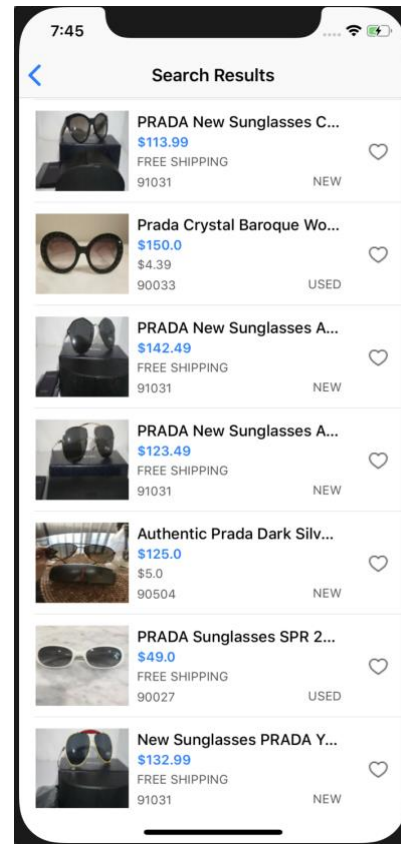 7:45
Search Results
PRADA New Sunglasses C...
$113.99
FREE SHIPPING
91031 NEW
Prada Crystal Baroque Wo...
$150.0
$4.39
90033 USED
PRADA New Sunglasses A...
$142.49
FREE SHIPPING
91031 NEW
PRADA New Sunglasses A...
$123.49
FREE SHIPPING
91031 NEW
Authentic Prada Dark Silv...
$125.0
$5.0
90504 NEW
PRADA Sunglasses SPR 2...
$49.0
FREE SHIPPING
90027 USED
New Sunglasses PRADA Y...
$132.99
FREE SHIPPING
91031 NEW